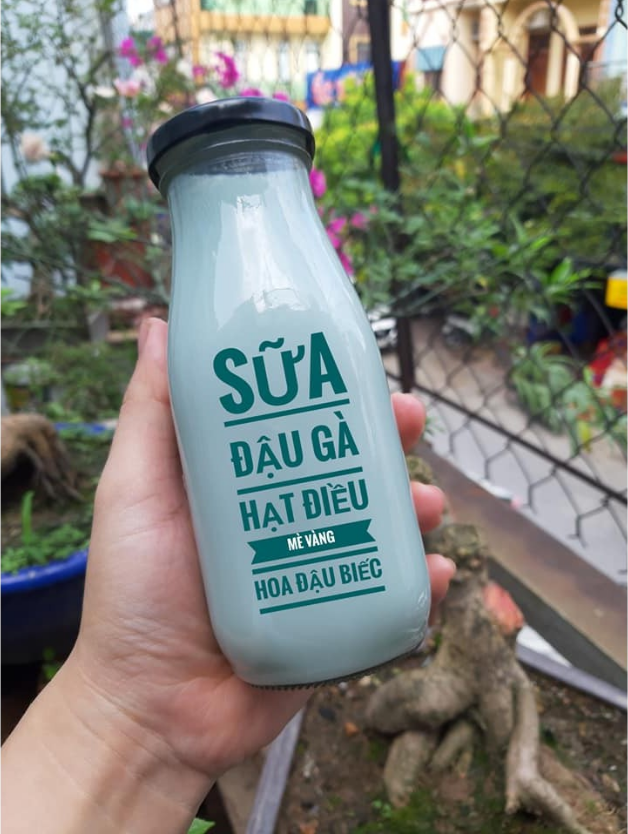 SỮA
ĐẬU GÀ
HẠT ĐIỀU
MÈ VÀNG
HOA ĐẬU BIẾC